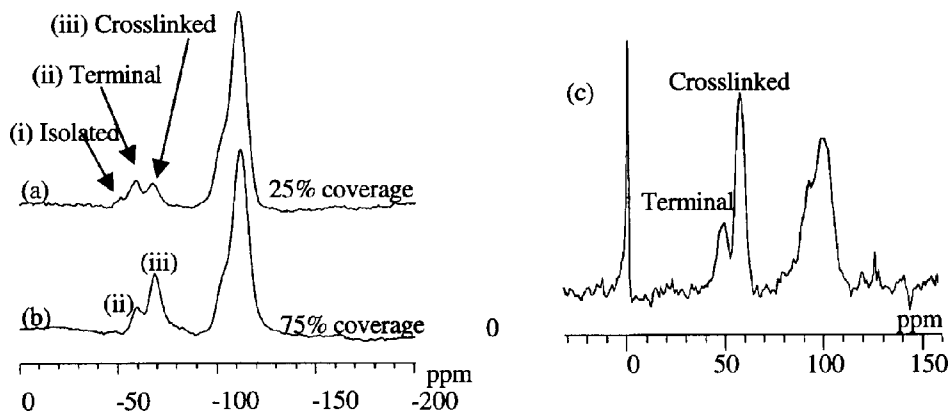 (iii) Crosslinked
(ii) Terminal
(i) Isolated
(a)
25% coverage
(iii)
(ii)
(b)
75% coverage
0 -50 -100 -150 -200
ppm
(c)
Crosslinked
Terminal
0
ppm
0 50 100 150